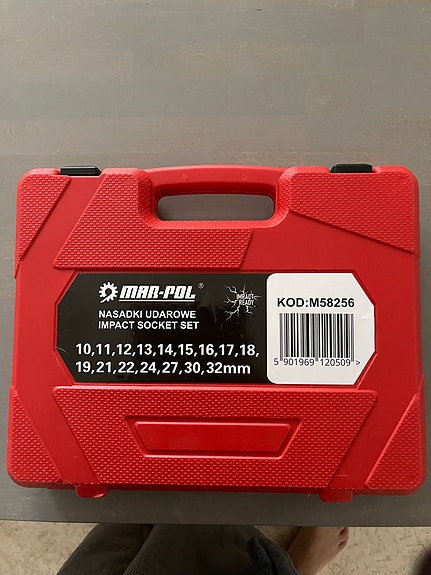 MAR-POL ®
NASADKI UDAROWE
IMPACT SOCKET SET
IMPACT
READY
10,11,12,13,14,15,16,17,18,
19,21,22,24,27,30,32mm
KOD:M58256
5 901969 120509 >